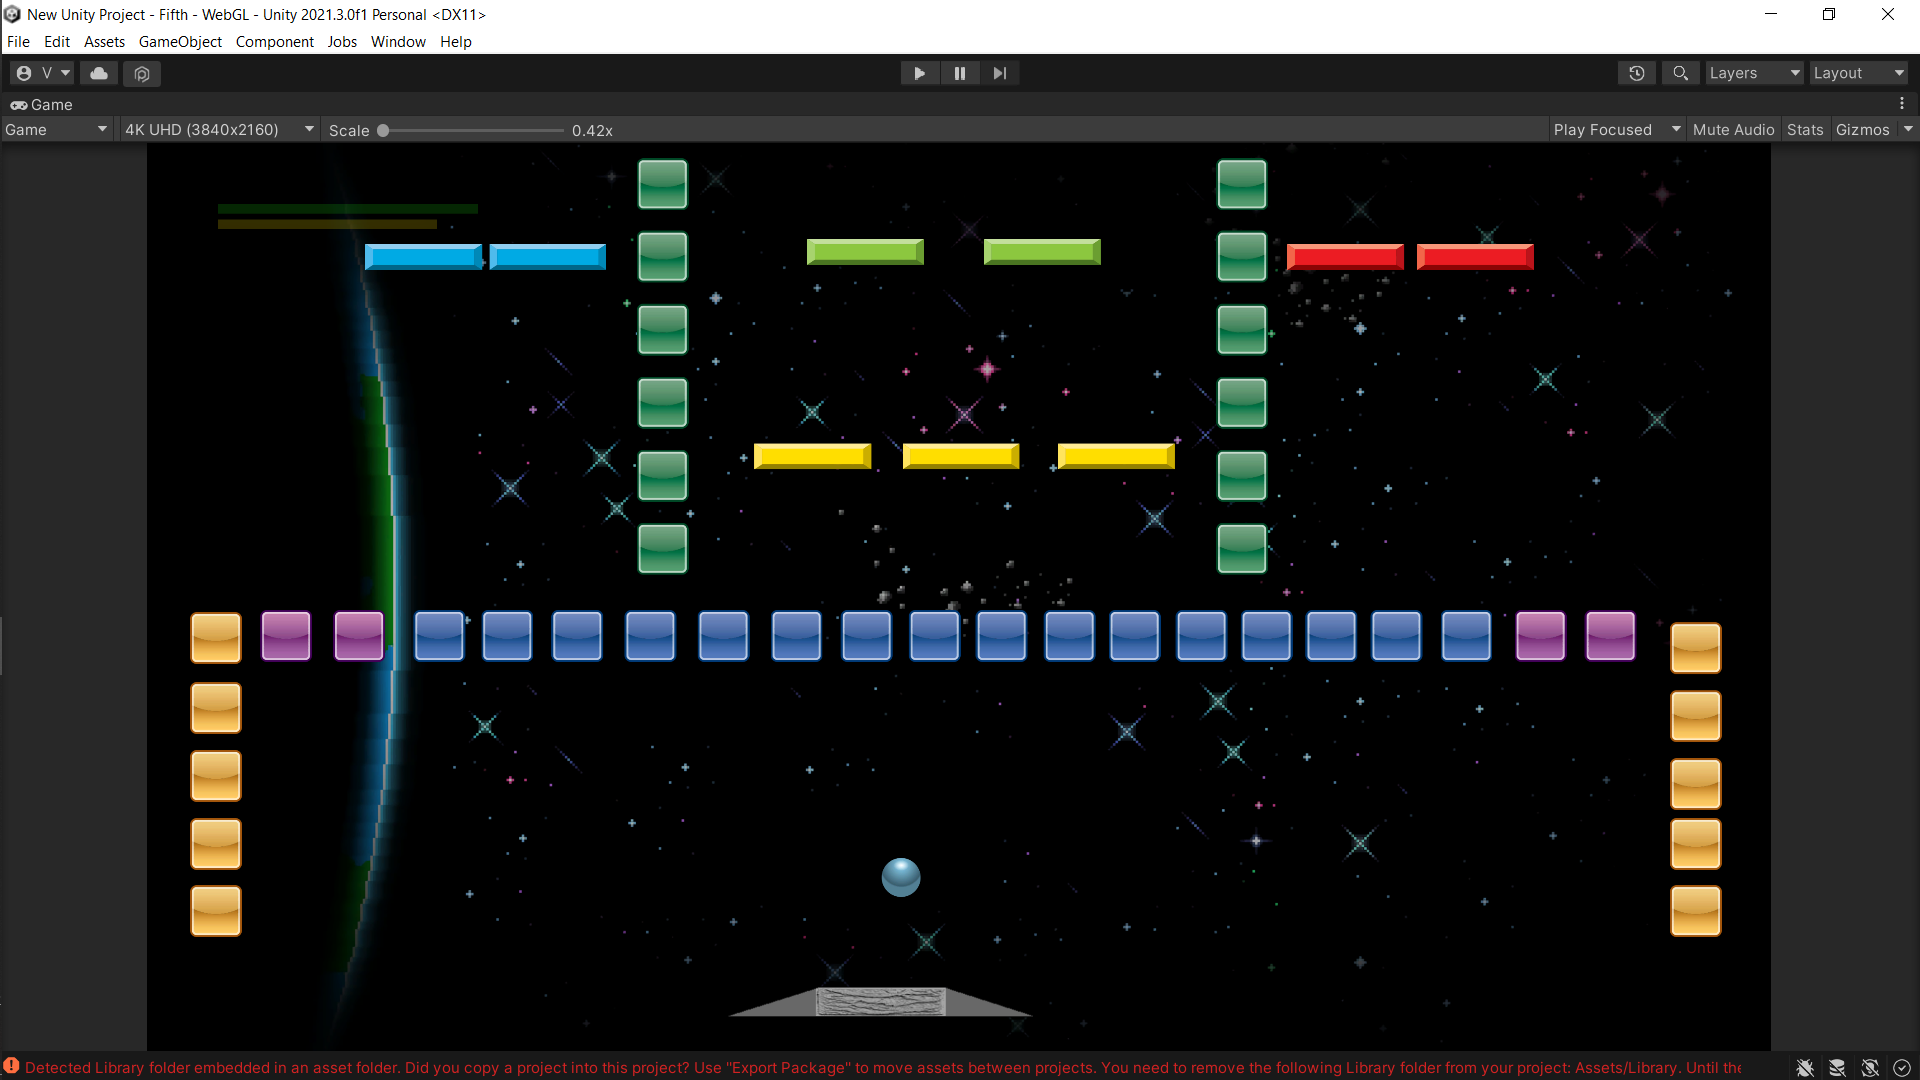 New Unity Project - Fifth - WebGL - Unity 2021.3.0f1 Personal <DX11>
File Edit Assets GameObject Component Jobs Window Help
V Layers Layout
Game
Game 4K UHD (3840x2160) Scale 0.42x Play Focused Mute Audio Stats Gizmos
Detected Library folder embedded in an asset folder. Did you copy a project into this project? Use "Export Package" to move assets between projects. You need to remove the following Library folder from your project: Assets/Library. Until the